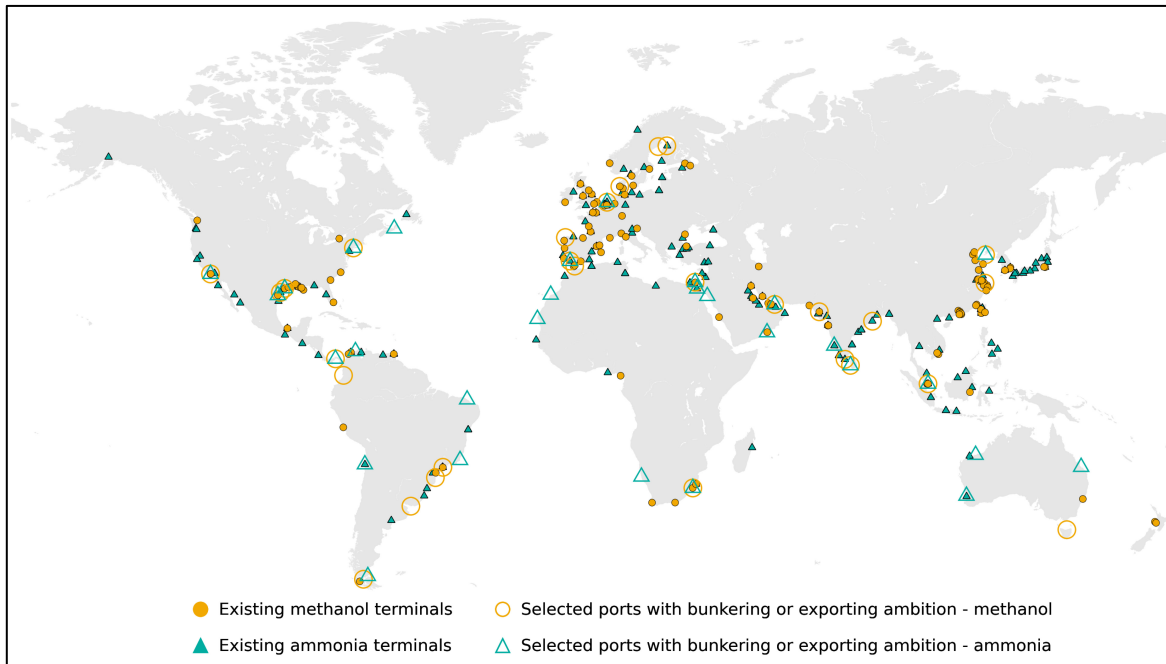 Existing methanol terminals
Selected ports with bunkering or exporting ambition - methanol
Existing ammonia terminals
Selected ports with bunkering or exporting ambition - ammonia